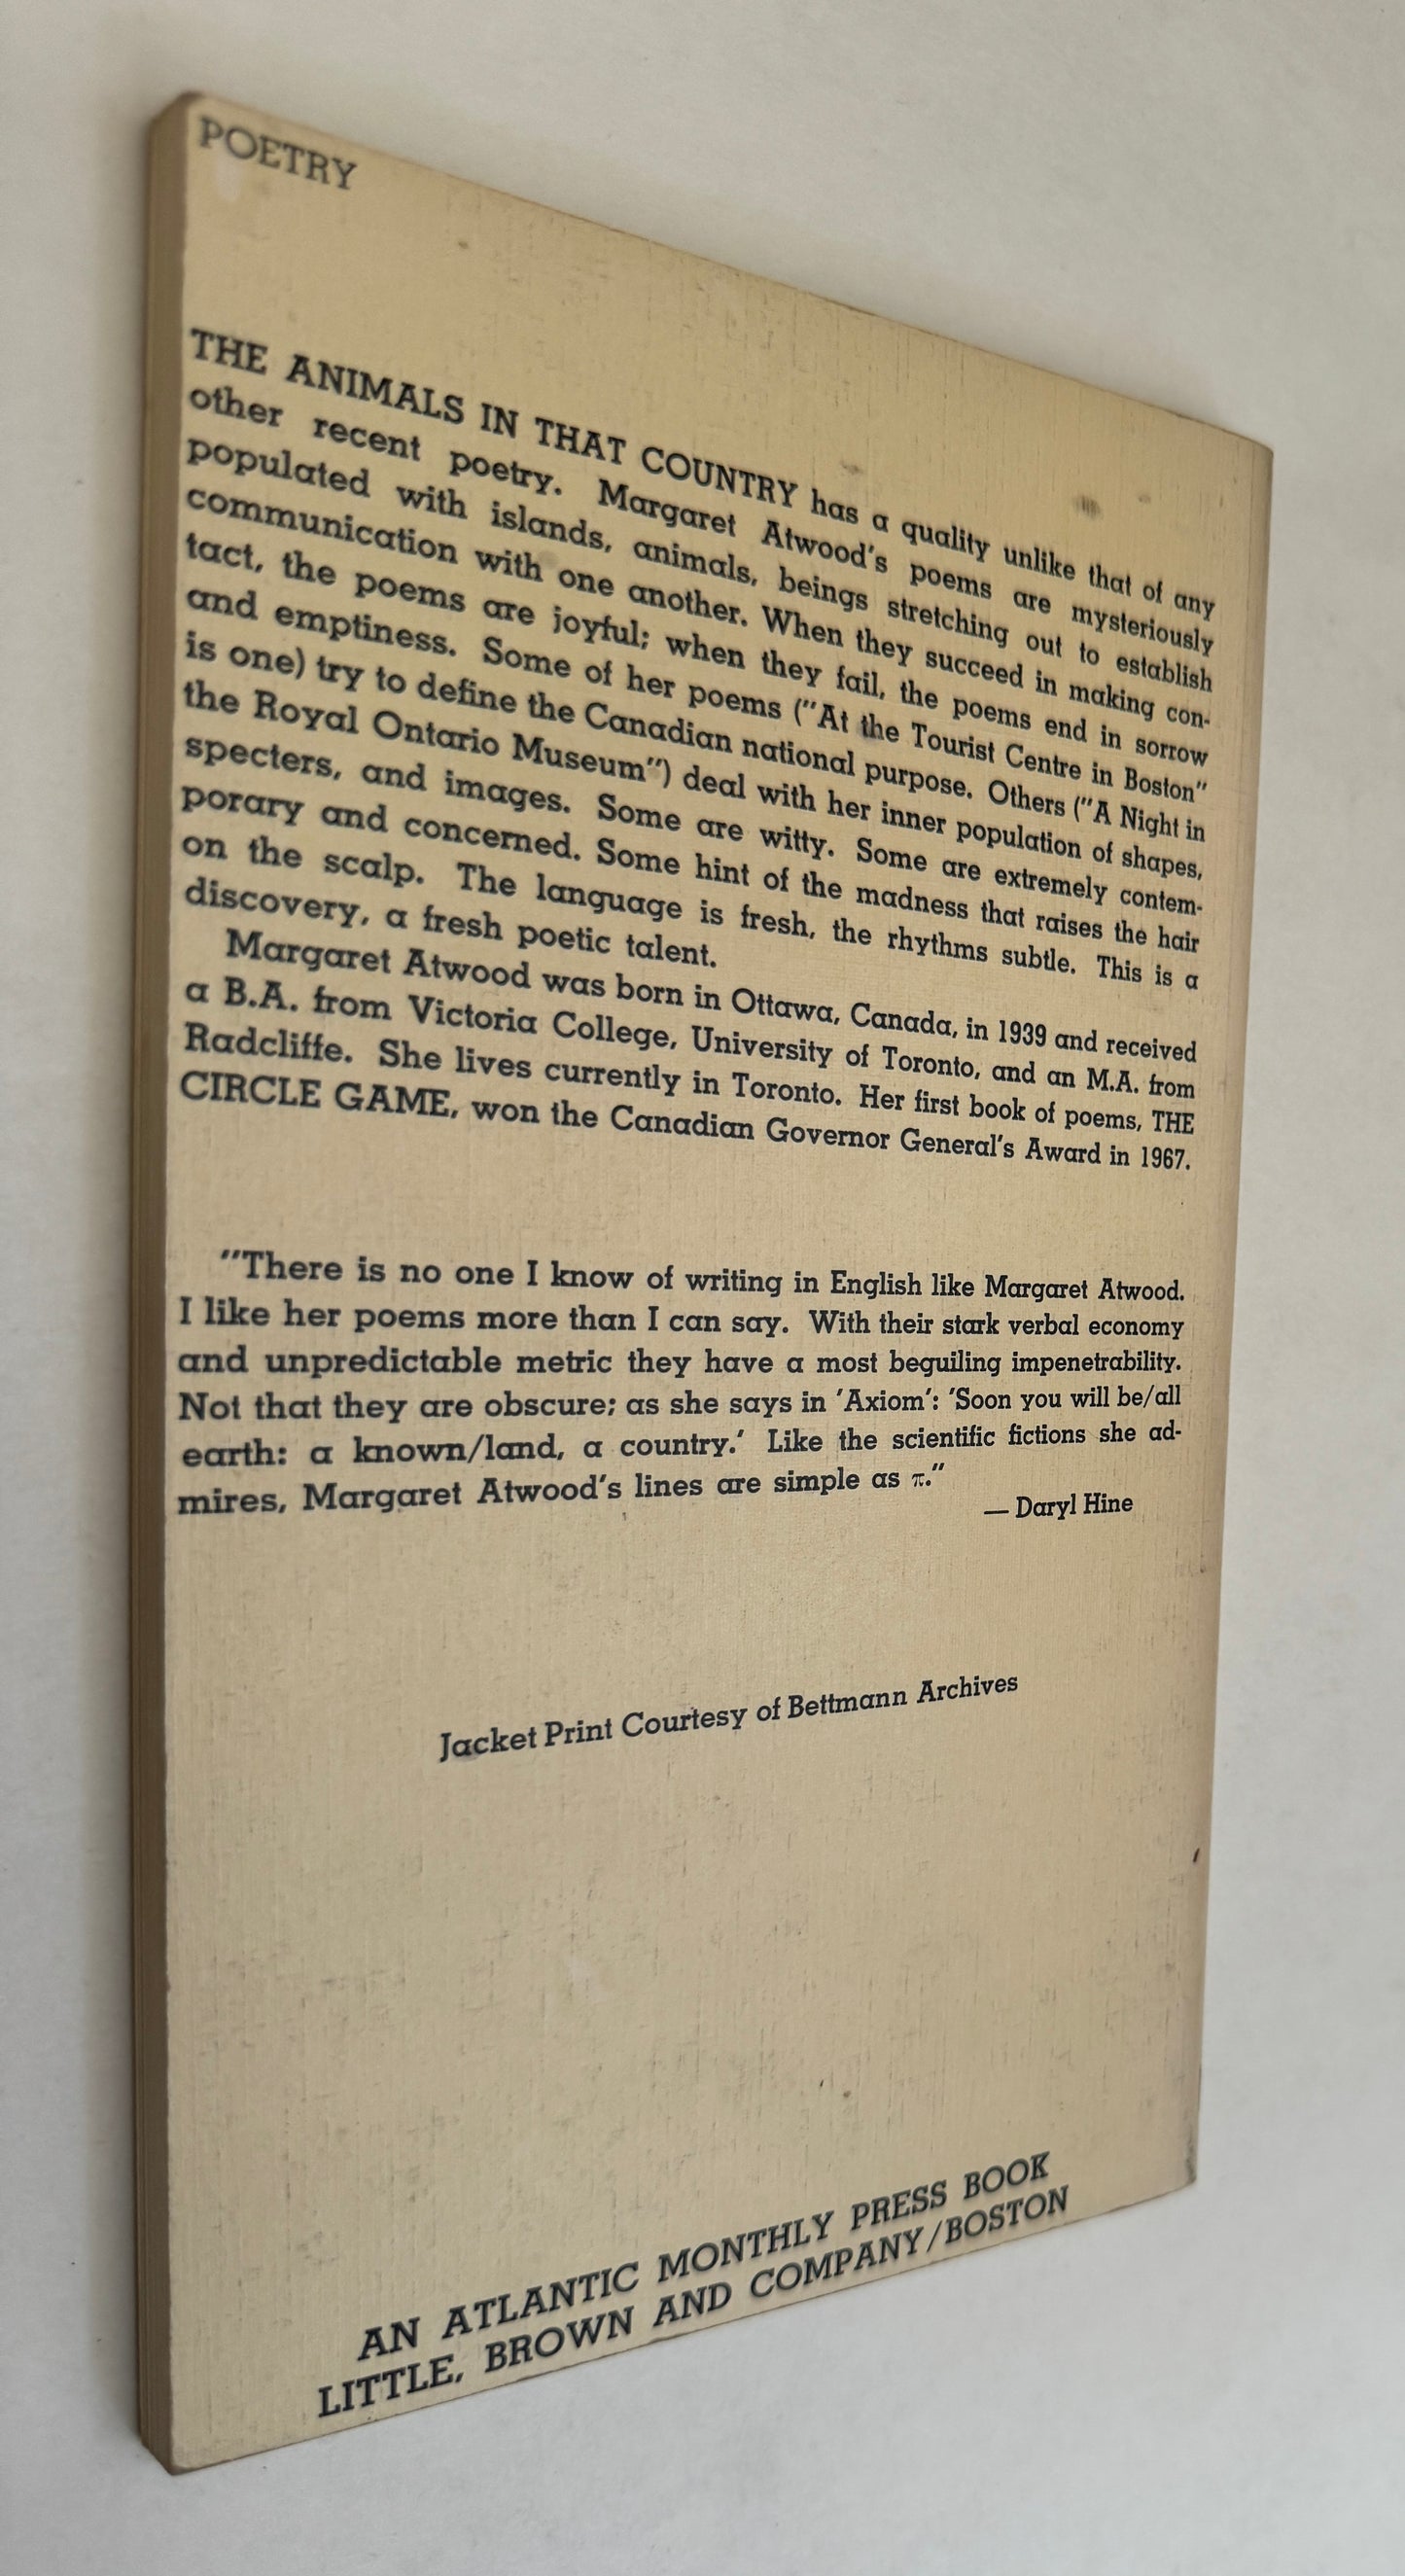 POETRY
THE ANIMALS IN THAT COUNTRY has a quality unlike that of any
other recent poetry. Margaret Atwood's poems are mysteriously
populated with islands, animals, beings stretching out to establish
communication with one another. When they succeed in making con-
tact, the poems are joyful; when they fail, the poems end in sorrow
and emptiness. Some of her poems ("At the Tourist Centre in Boston"
is one) try to define the Canadian national purpose. Others ("A Night in
the Royal Ontario Museum") deal with her inner population of shapes,
specters, and images. Some are witty. Some are extremely contem-
porary and concerned. Some hint of the madness that raises the hair
on the scalp. The language is fresh, the rhythms subtle. This is a
discovery, a fresh poetic talent.
Margaret Atwood was born in Ottawa, Canada, in 1939 and received
a B.A. from Victoria College, University of Toronto, and an M.A. from
Radcliffe. She lives currently in Toronto. Her first book of poems, THE
CIRCLE GAME, won the Canadian Governor General's Award in 1967.
"There is no one I know of writing in English like Margaret Atwood.
I like her poems more than I can say. With their stark verbal economy
and unpredictable metric they have a most beguiling impenetrability.
Not that they are obscure; as she says in 'Axiom': 'Soon you will be/all
earth: a known/land, a country.' Like the scientific fictions she ad-
mires, Margaret Atwood's lines are simple as π."
— Daryl Hine
Jacket Print Courtesy of Bettmann Archives
AN ATLANTIC MONTHLY PRESS BOOK
LITTLE, BROWN AND COMPANY/BOSTON